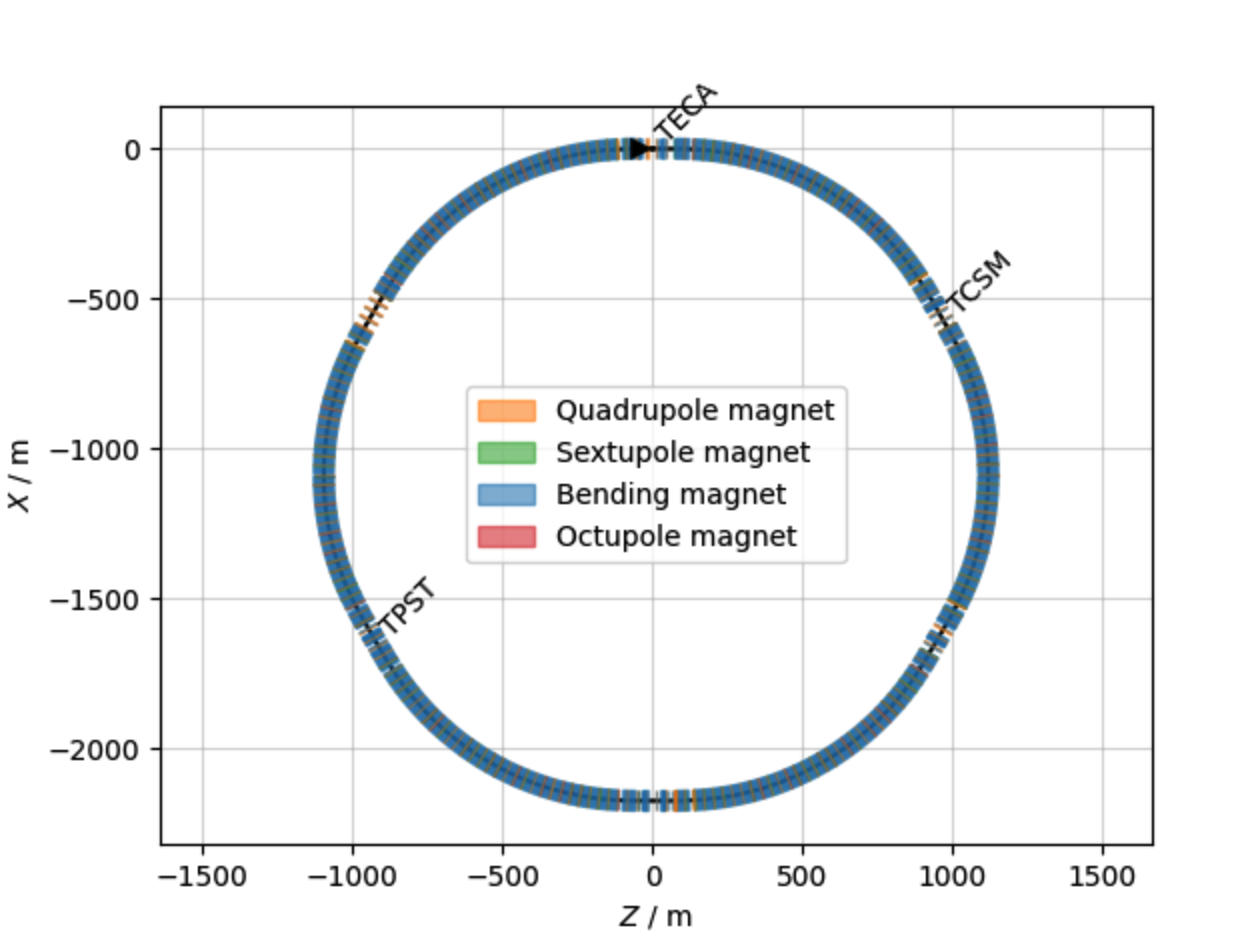 TECA
0
TCSM
−500
Quadrupole magnet
−1000
Sextupole magnet
Bending magnet
X / m
Octupole magnet
−1500
TPST
−2000
−1500 −1000 −500 0 500 1000 1500
Z / m